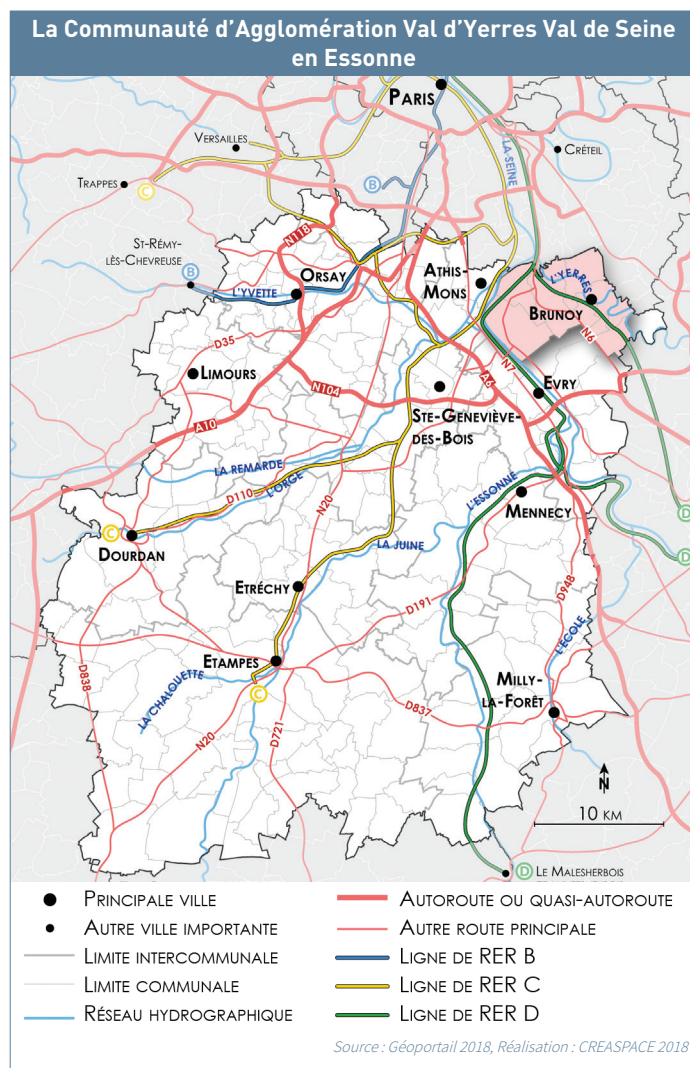 La Communauté d'Agglomération Val d'Yerres Val de Seine
en Essonne
PARIS
VERSAILLES
LA SEINE
CRÉTEIL
TRAPPES
C
B
ST-RÉMY-
LÈS-CHEVREUSE
B
N118
ORSAY
L'YVETTE
ATHIS-
MONS
L'YERRES
BRUNOY
N6
D35
LIMOURS
N7
A6
EVRY
N104
STE-GENEVIÈVE-
DES-BOIS
A10
LA REMARDE
L'ORGE
D110
N20
L'ESSONNE
MENNECY
D
C
DOURDAN
LA JUINE
D
ETRÉCHY
D191
D948
L'ECOLE
ETAMPES
D838
LA CHALOUETTE
C
MILLY-
LA-FORÊT
D837
N20
D721
N
10 KM
D
LE MALESHERBOIS
PRINCIPALE VILLE
AUTRE VILLE IMPORTANTE
LIMITE INTERCOMMUNALE
LIMITE COMMUNALE
RÉSEAU HYDROGRAPHIQUE
AUTOROUTE OU QUASI-AUTOROUTE
AUTRE ROUTE PRINCIPALE
LIGNE DE RER B
LIGNE DE RER C
LIGNE DE RER D
Source : Géoportail 2018, Réalisation : CREASPACE 2018